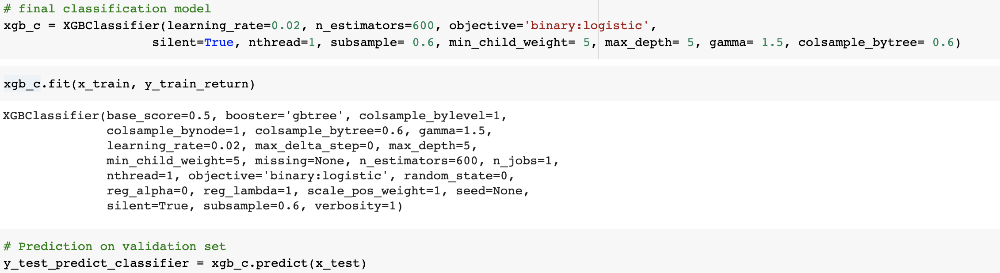 # final classification model
xgb_c = XGBClassifier(learning_rate=0.02, n_estimators=600, objective='binary:logistic',
                    silent=True, nthread=1, subsample= 0.6, min_child_weight= 5, max_depth= 5, gamma= 1.5, colsample_bytree= 0.6)
xgb_c.fit(x_train, y_train_return)
XGBClassifier(base_score=0.5, booster='gbtree', colsample_bylevel=1,
              colsample_bynode=1, colsample_bytree=0.6, gamma=1.5,
              learning_rate=0.02, max_delta_step=0, max_depth=5,
              min_child_weight=5, missing=None, n_estimators=600, n_jobs=1,
              nthread=1, objective='binary:logistic', random_state=0,
              reg_alpha=0, reg_lambda=1, scale_pos_weight=1, seed=None,
              silent=True, subsample=0.6, verbosity=1)
# Prediction on validation set
y_test_predict_classifier = xgb_c.predict(x_test)